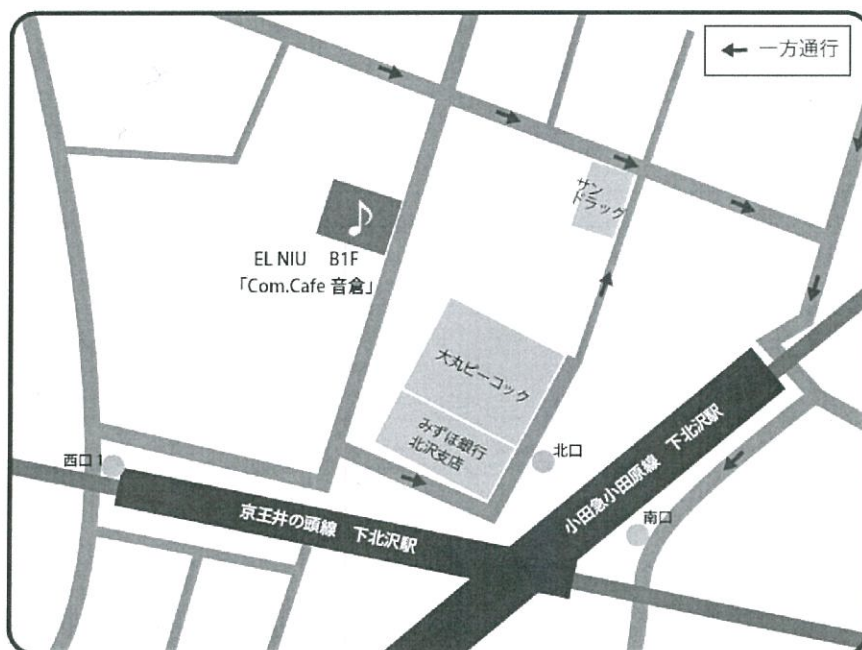 一方通行
サン
ドラッグ
EL NIU B1F
「Com.Cafe 音倉」
大丸ピーコック
みずほ銀行
北沢支店
北口
西口1
小田急小田原線 下北沢駅
京王井の頭線 下北沢駅
南口